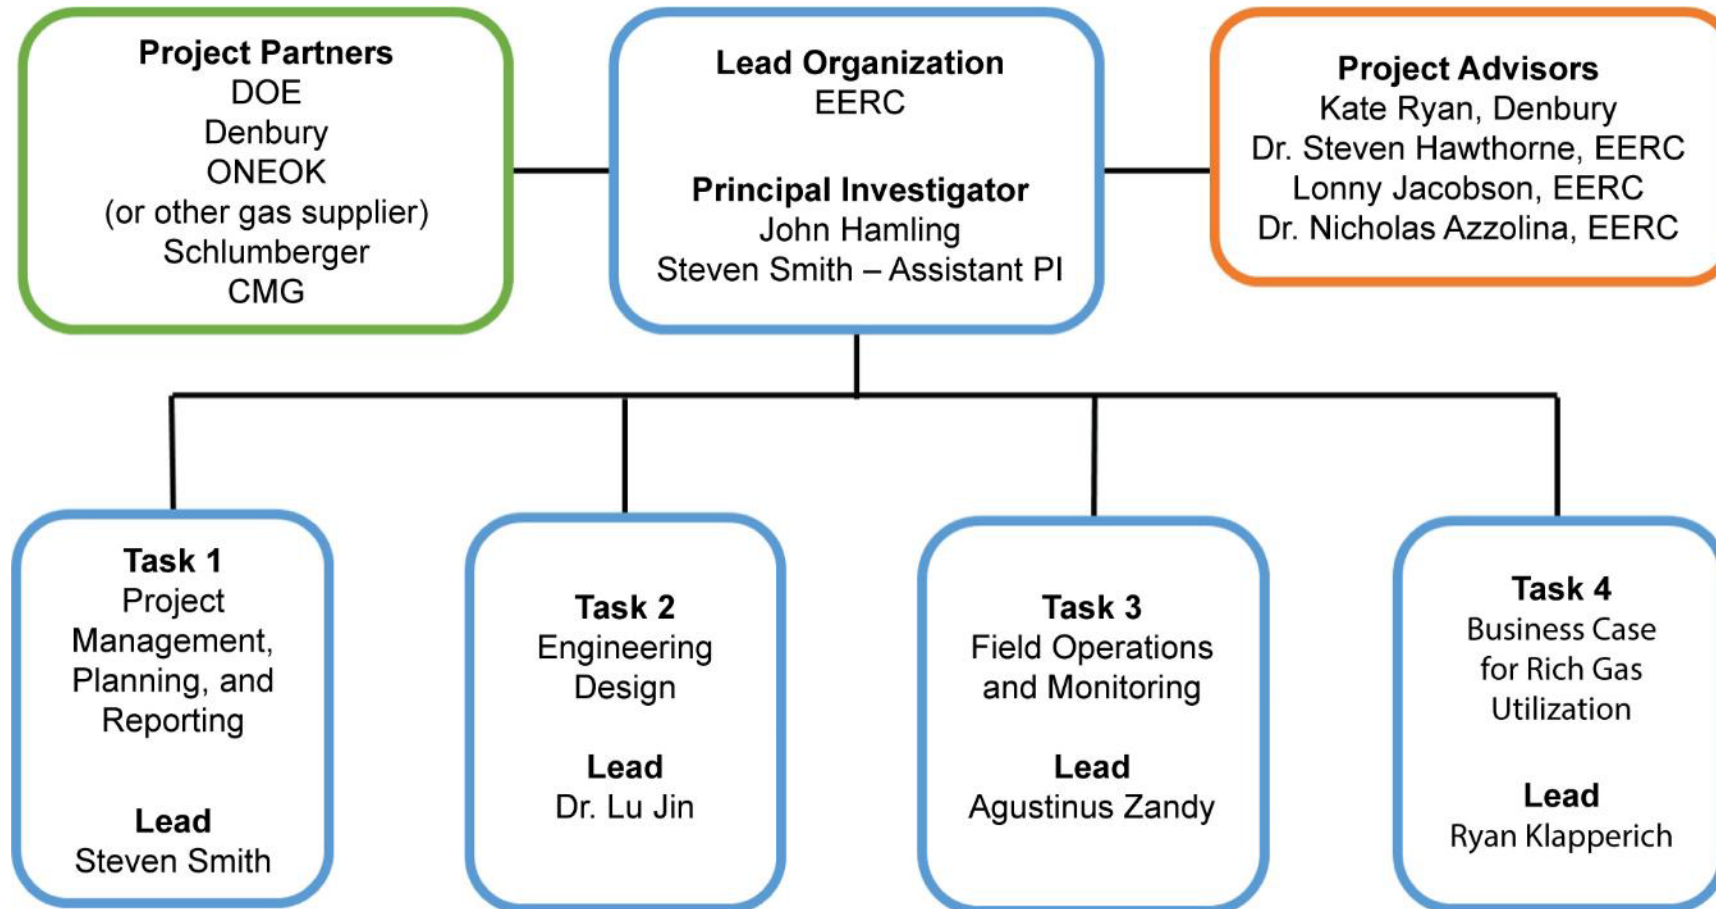 Project Partners
DOE
Denbury
ONEOK
(or other gas supplier)
Schlumberger
CMG
Lead Organization
EERC
Principal Investigator
John Hamling
Steven Smith – Assistant PI
Project Advisors
Kate Ryan, Denbury
Dr. Steven Hawthorne, EERC
Lonny Jacobson, EERC
Dr. Nicholas Azzolina, EERC
Task 1
Project
Management,
Planning, and
Reporting
Lead
Steven Smith
Task 2
Engineering
Design
Lead
Dr. Lu Jin
Task 3
Field Operations
and Monitoring
Lead
Agustinus Zandy
Task 4
Business Case
for Rich Gas
Utilization
Lead
Ryan Klapperich